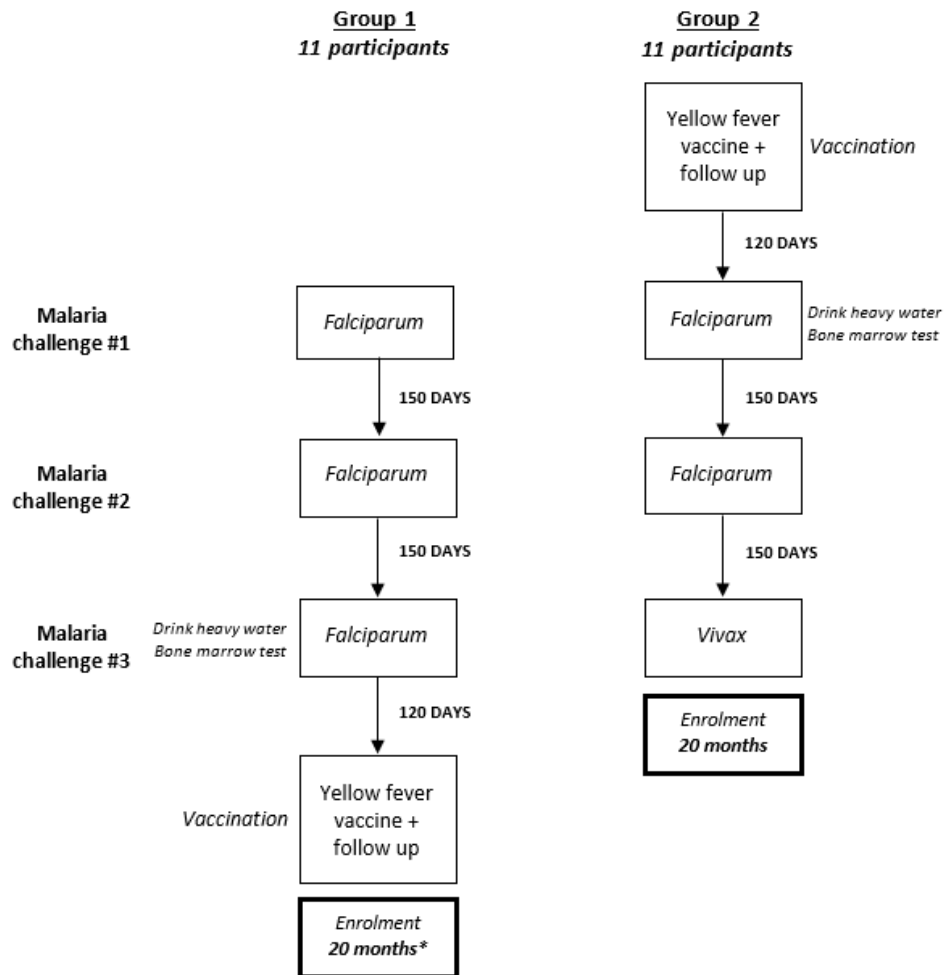 Group 1
11 participants
Group 2
11 participants
Yellow fever
vaccine +
follow up
Vaccination
120 DAYS
Malaria
challenge #1
Falciparum
Falciparum
Drink heavy water
Bone marrow test
150 DAYS
150 DAYS
Malaria
challenge #2
Falciparum
Falciparum
150 DAYS
150 DAYS
Malaria
challenge #3
Drink heavy water
Bone marrow test
Falciparum
Vivax
120 DAYS
Enrolment
20 months
Vaccination
Yellow fever
vaccine +
follow up
Enrolment
20 months*